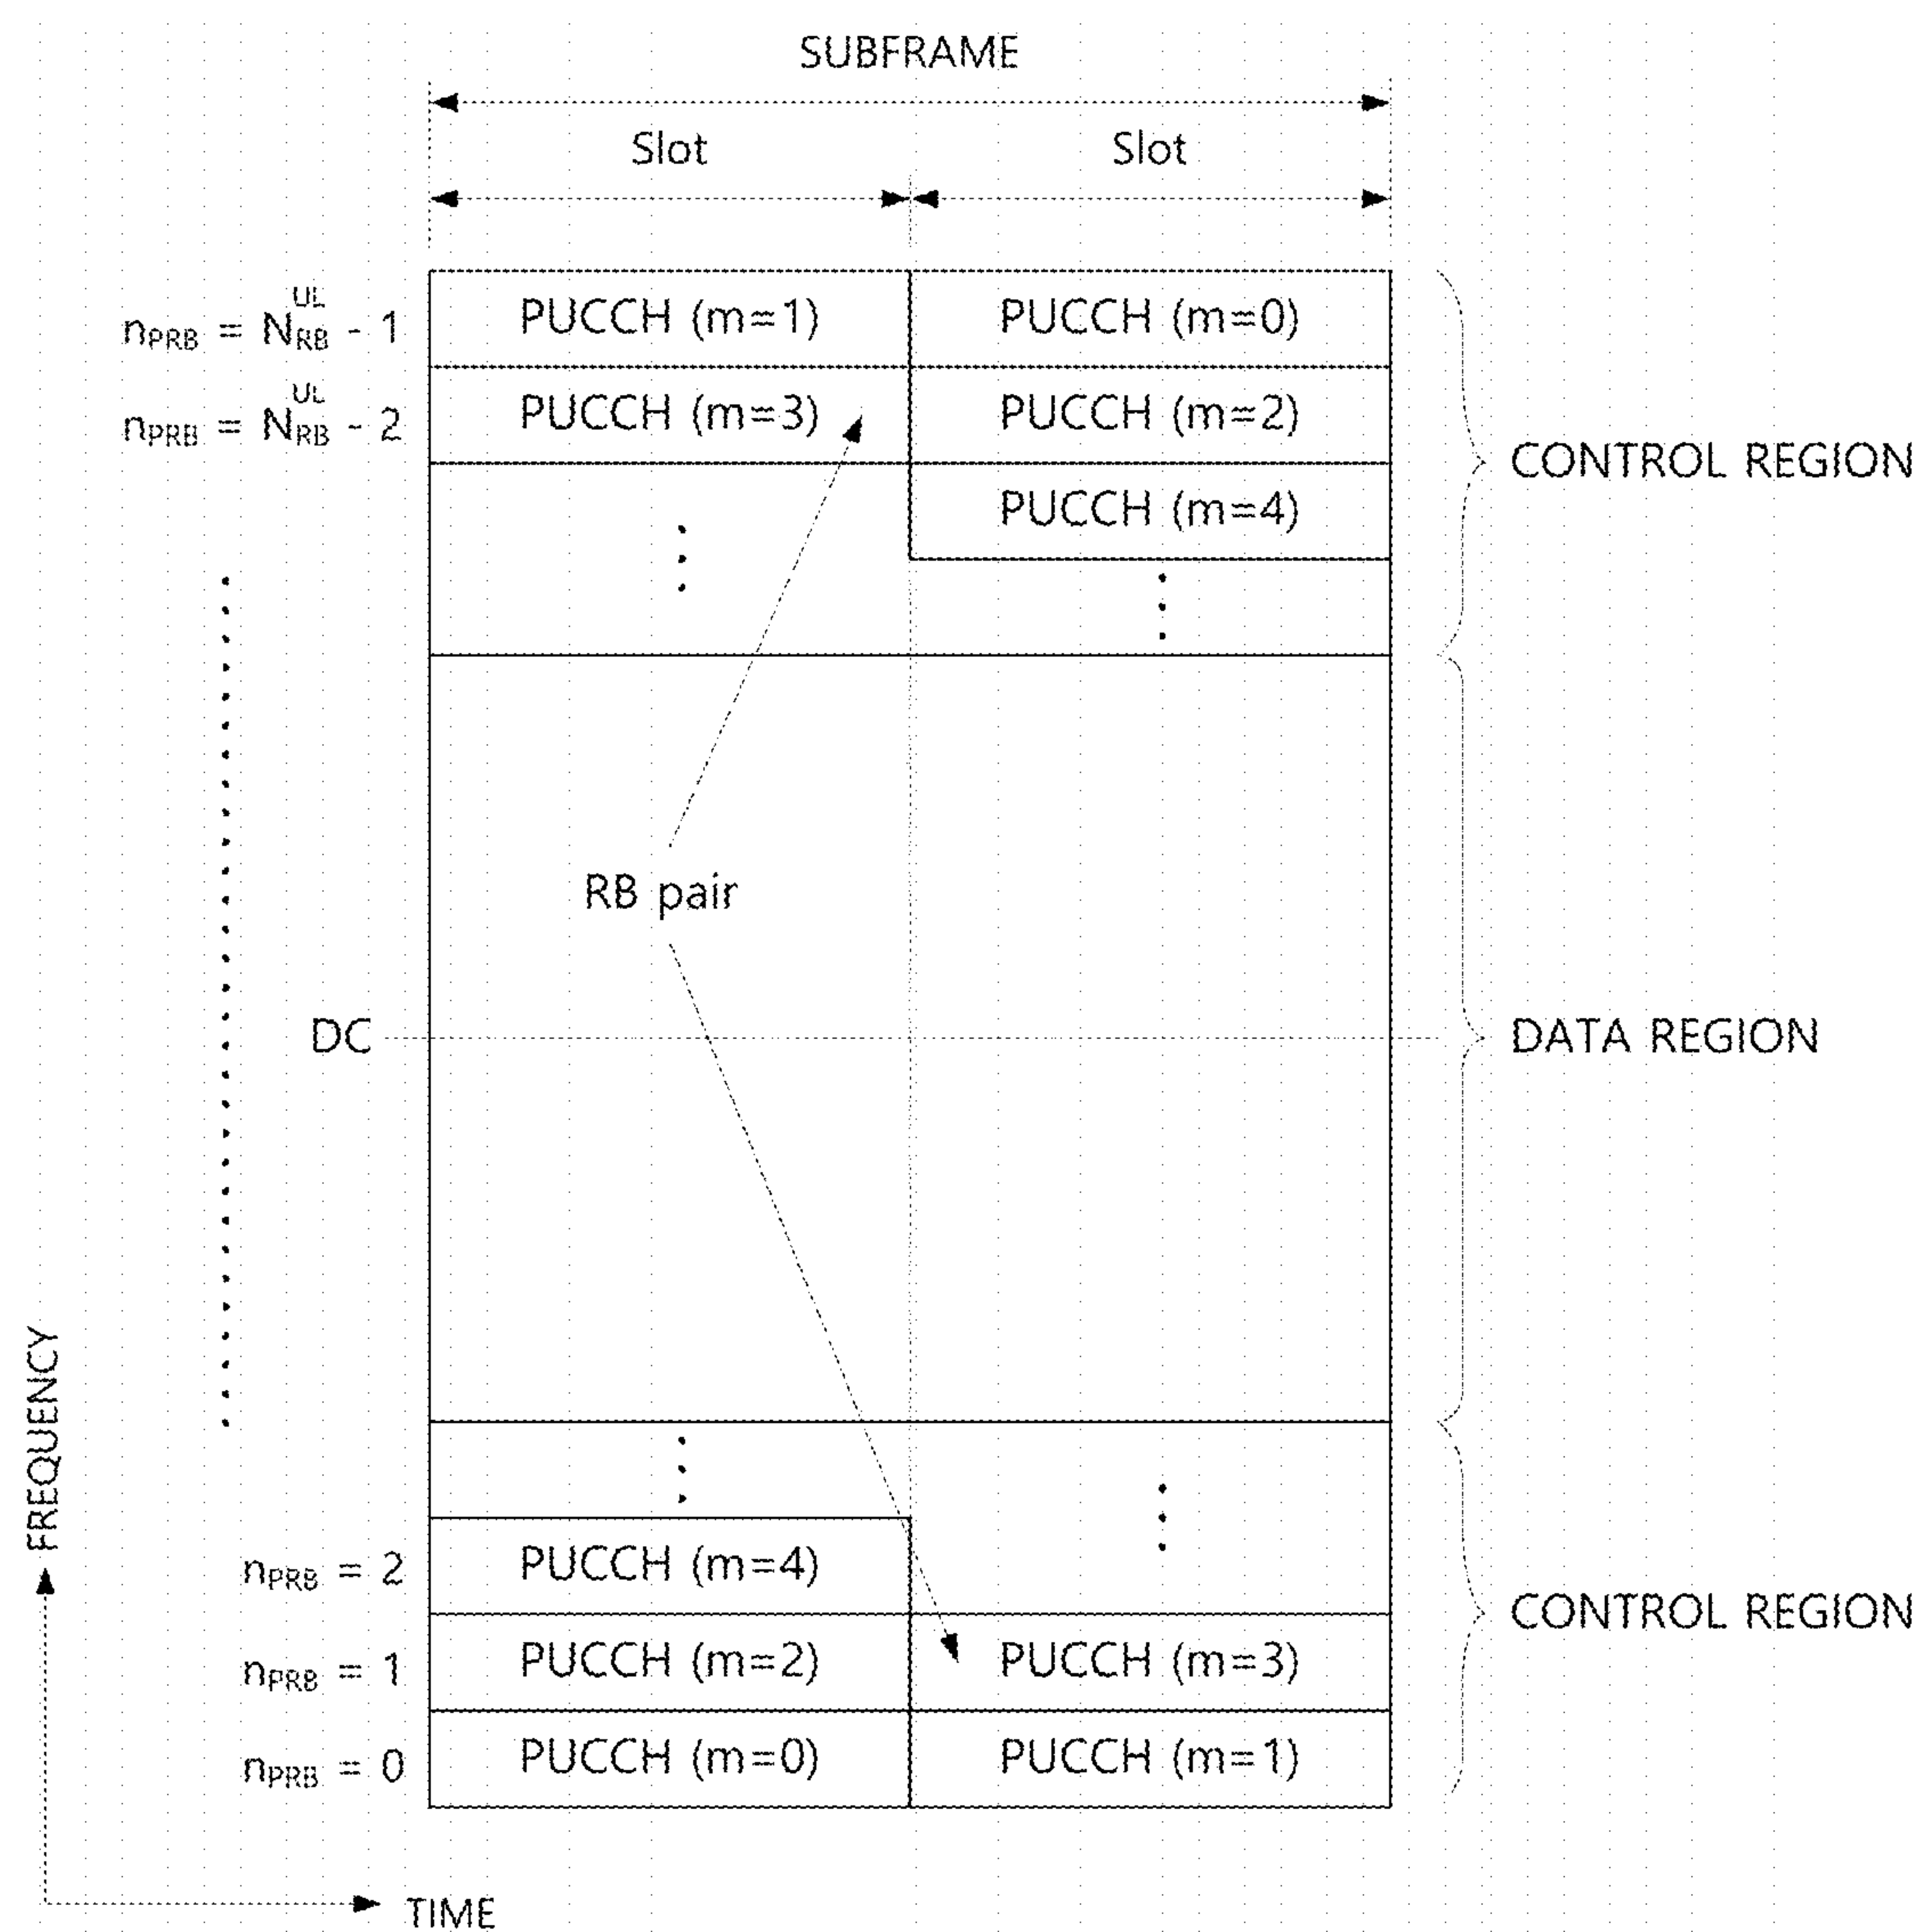 SUBFRAME
Slot Slot
nPRB = NRB UL - 1 PUCCH (m=1) PUCCH (m=0)
nPRB = NRB UL - 2 PUCCH (m=3) PUCCH (m=2)
CONTROL REGION
PUCCH (m=4)
RB pair
DC DATA REGION
FREQUENCY
nPRB = 2 PUCCH (m=4)
CONTROL REGION
nPRB = 1 PUCCH (m=2) PUCCH (m=3)
nPRB = 0 PUCCH (m=0) PUCCH (m=1)
TIME